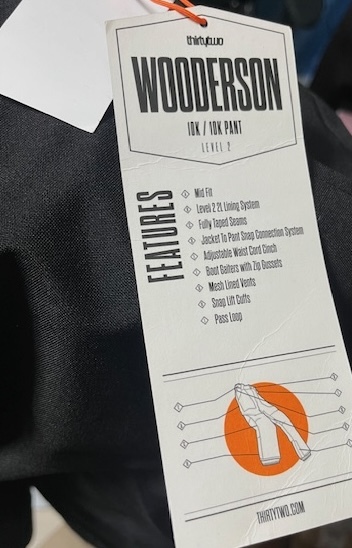 thirtytwo
WOODERSON
10K / 10K PANT
LEVEL 2
FEATURES
Mid Fit
Level 2 2L Lining System
Fully Taped Seams
Jacket To Pant Snap Connection System
Adjustable Waist Cord Cinch
Boot Gaiters with Zip Gussets
Mesh Lined Vents
Snap Lift Cuffs
Pass Loop
THIRTYTWO.COM